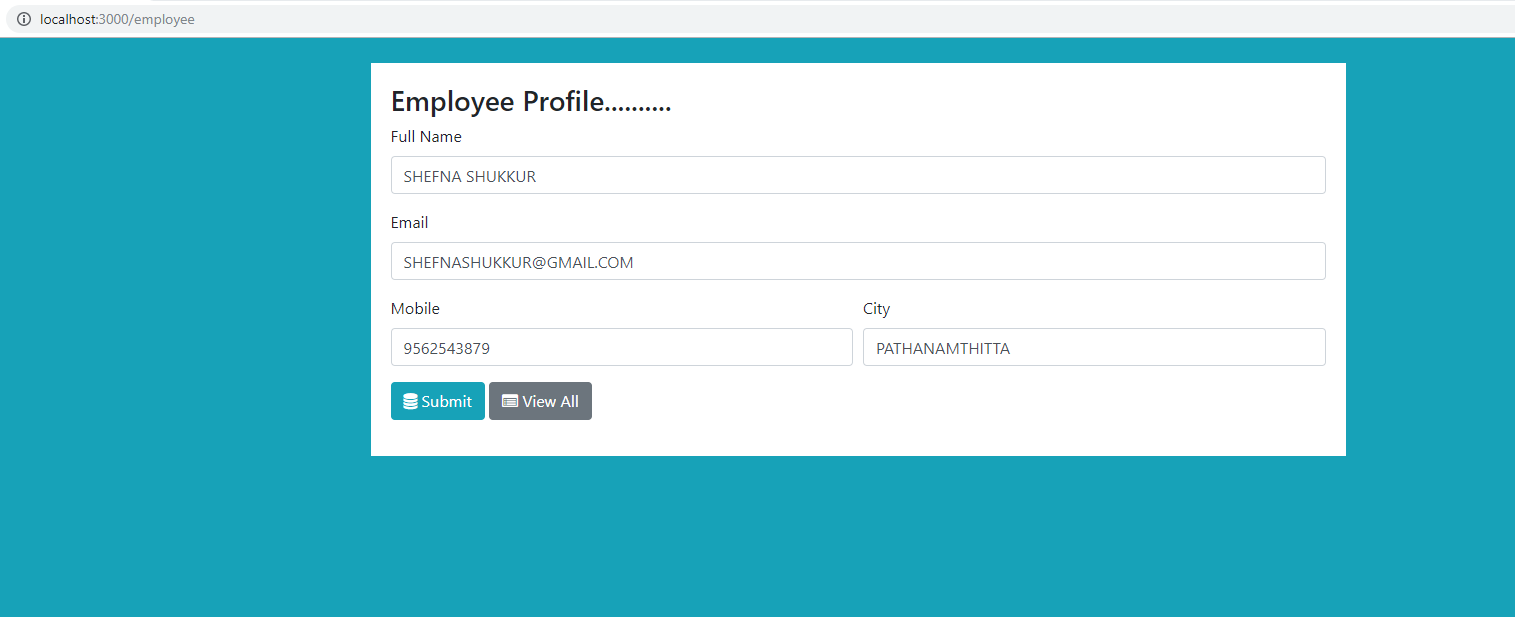 localhost:3000/employee
Employee Profile..........
Full Name
SHEFNA SHUKKUR
Email
SHEFNASHUKKUR@GMAIL.COM
Mobile City
9562543879 PATHANAMTHITTA
Submit View All